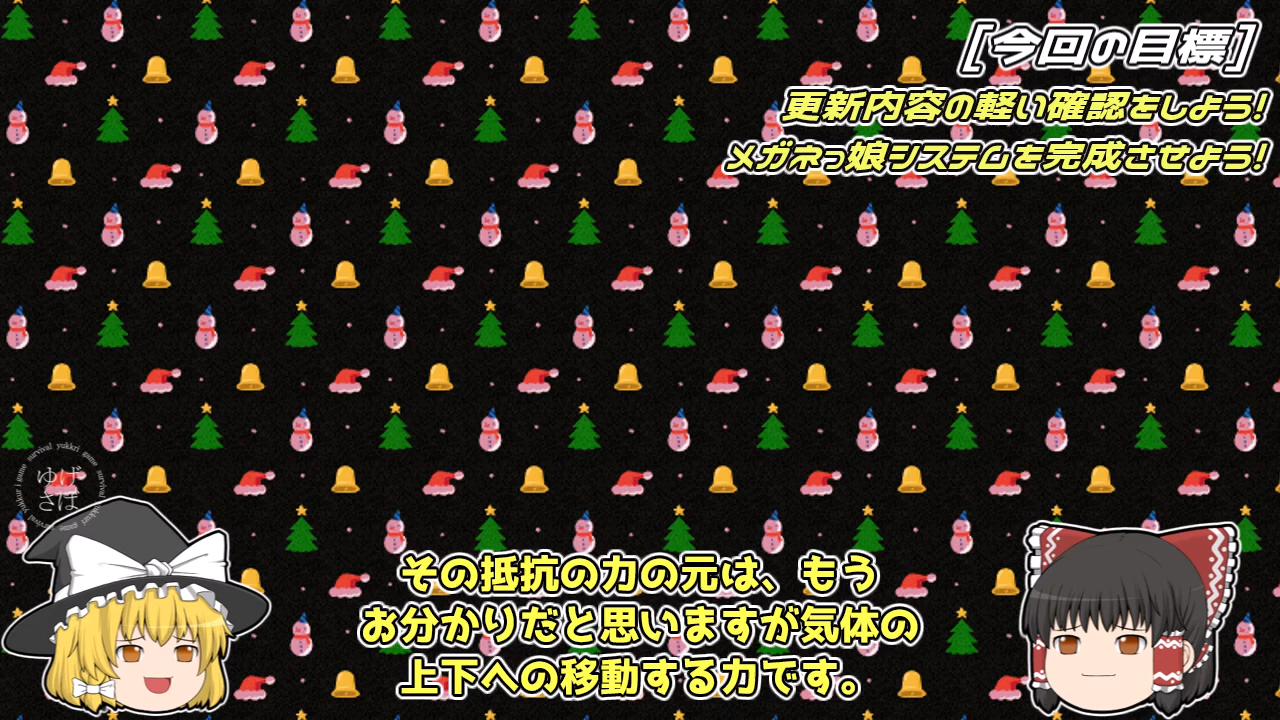 [今回の目標]
更新内容の軽い確認をしよう!
メガネっ娘システムを完成させよう!
ゆげ
さば
その抵抗の力の元は、もう
お分かりだと思いますが気体の
上下への移動する力です。